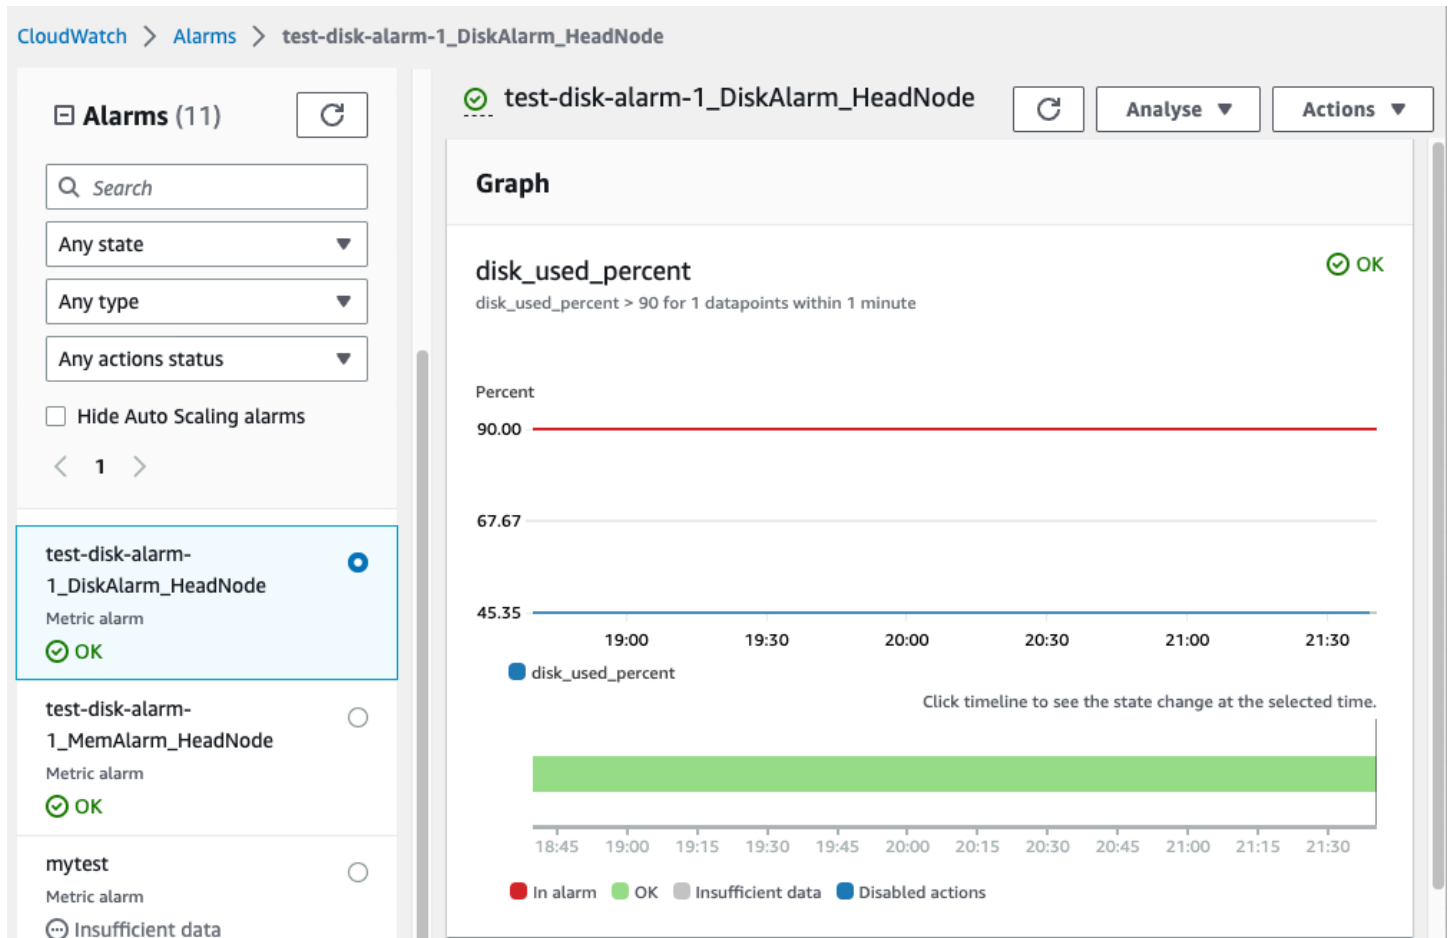 CloudWatch > Alarms > test-disk-alarm-1_DiskAlarm_HeadNode
Alarms (11)
Search
Any state
Any type
Any actions status
Hide Auto Scaling alarms
1
test-disk-alarm-
1_DiskAlarm_HeadNode
Metric alarm
OK
test-disk-alarm-
1_MemAlarm_HeadNode
Metric alarm
OK
mytest
Metric alarm
Insufficient data
test-disk-alarm-1_DiskAlarm_HeadNode
Analyse
Actions
Graph
disk_used_percent
OK
disk_used_percent > 90 for 1 datapoints within 1 minute
Percent
90.00
67.67
45.35
19:00 19:30 20:00 20:30 21:00 21:30
disk_used_percent
Click timeline to see the state change at the selected time.
18:45 19:00 19:15 19:30 19:45 20:00 20:15 20:30 20:45 21:00 21:15 21:30
In alarm OK Insufficient data Disabled actions